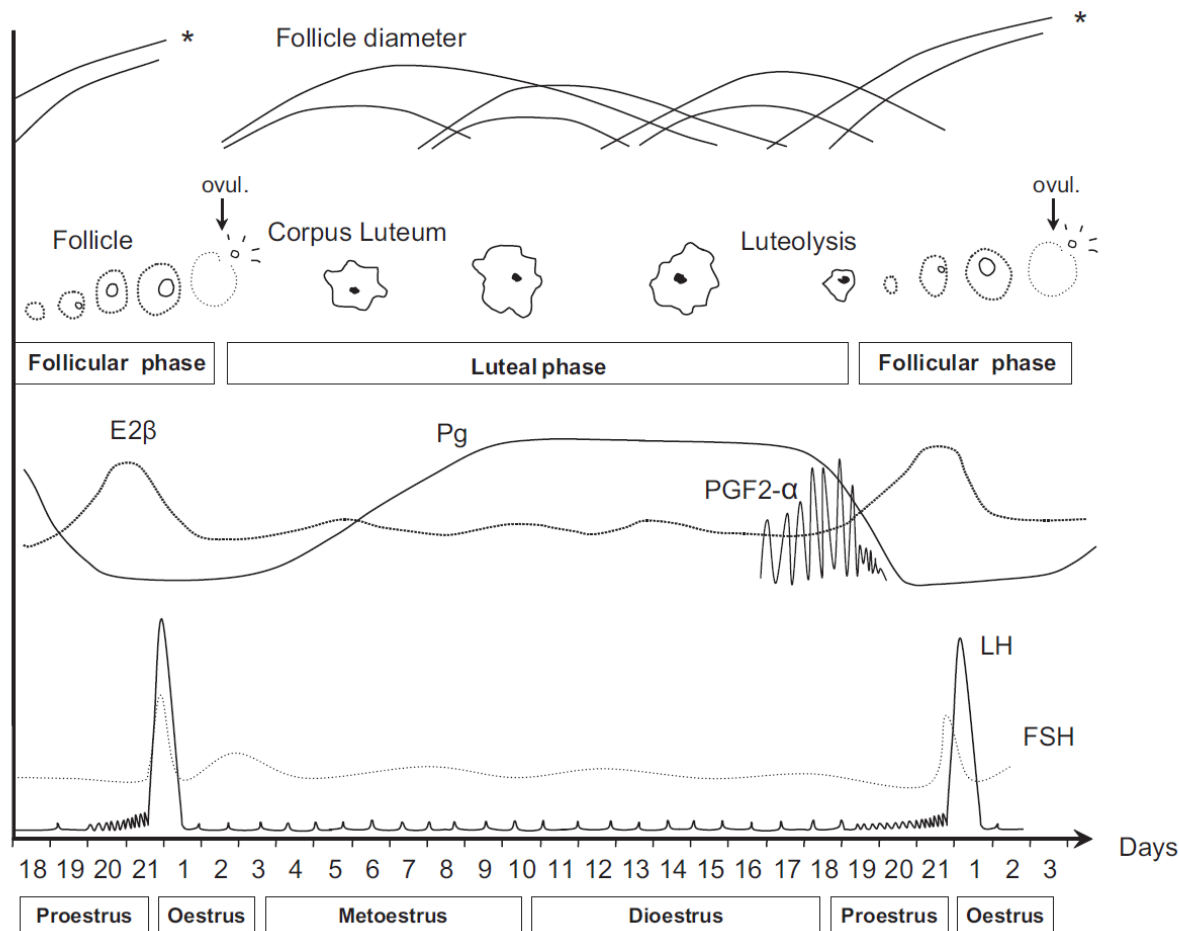 *
Follicle diameter
*
ovul.
ovul.
Follicle
Corpus Luteum
Luteolysis
Follicular phase
Luteal phase
Follicular phase
E2β
Pg
PGF2-α
LH
FSH
Days
18 19 20 21 1 2 3 4 5 6 7 8 9 10 11 12 13 14 15 16 17 18 19 20 21 1 2 3
Proestrus
Oestrus
Metoestrus
Dioestrus
Proestrus
Oestrus